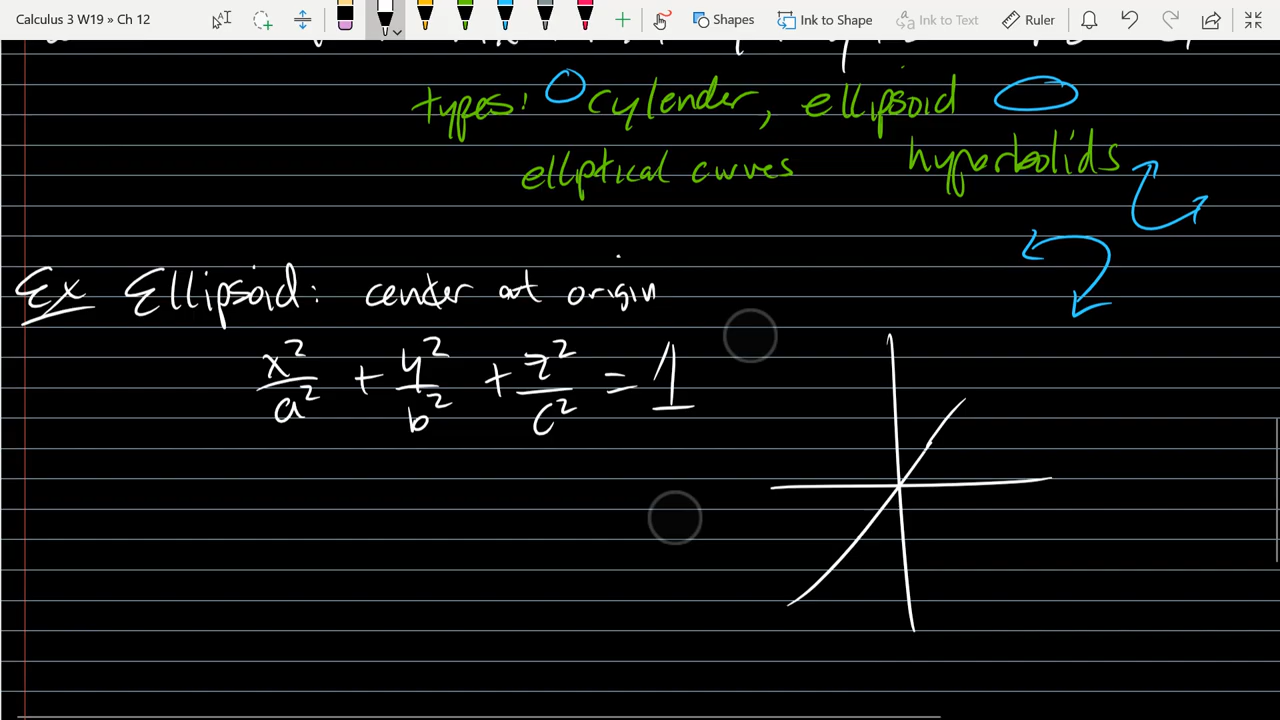 Calculus 3 W19 » Ch 12 Shapes Ink to Shape Ink to Text Ruler
types: cylender, ellipsoid
elliptical curves hyperbolids
Ex Ellipsoid: center at origin
x²/a² + y²/b² + z²/c² = 1